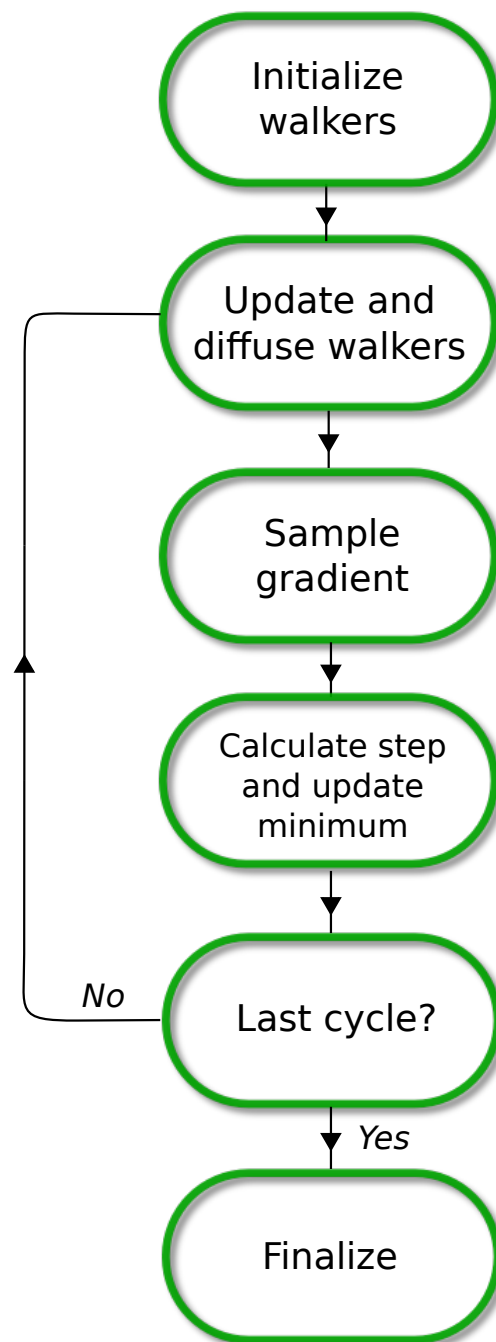 Initialize
walkers
Update and
diffuse walkers
Sample
gradient
Calculate step
and update
minimum
No
Last cycle?
Yes
Finalize